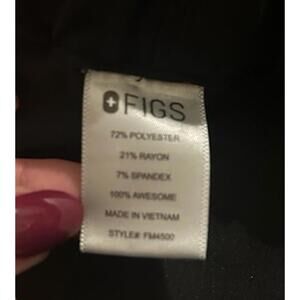 FIGS
72% POLYESTER
21% RAYON
7% SPANDEX
100% AWESOME
MADE IN VIETNAM
STYLE#: FM4500